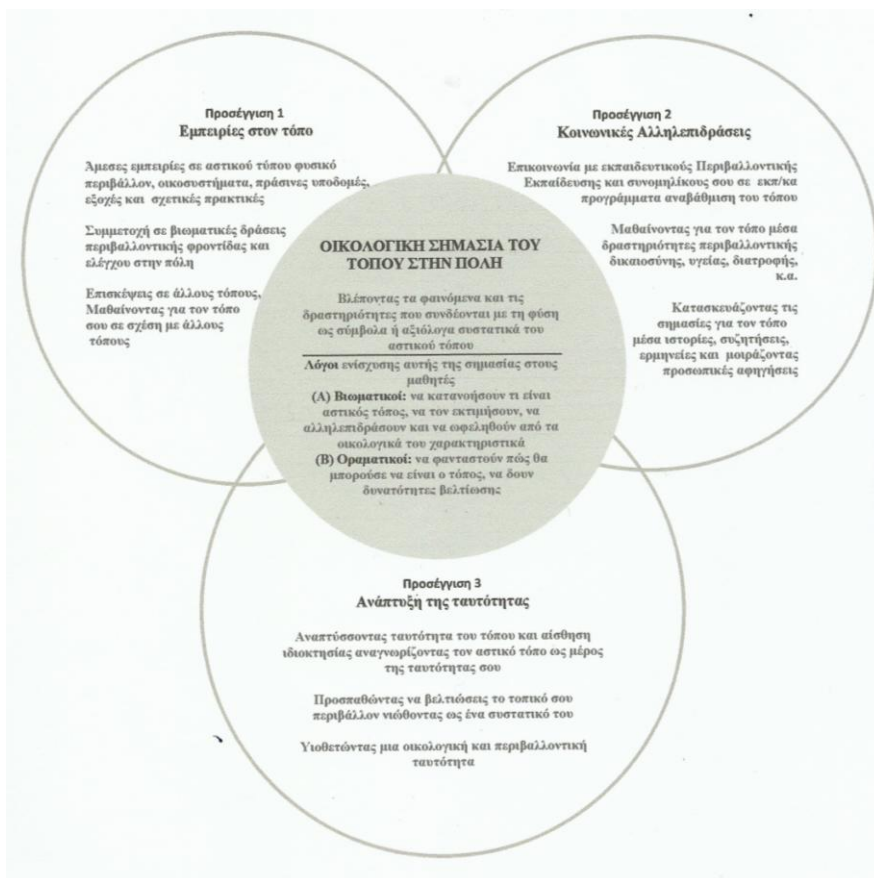 Προσέγγιση 1
Εμπειρίες στον τόπο
Άμεσες εμπειρίες σε αστικού τύπου φυσικό
περιβάλλον, οικοσυστήματα, πράσινες υποδομές,
εξοχές και σχετικές πρακτικές
Συμμετοχή σε βιωματικές δράσεις
περιβαλλοντικής φροντίδας και
ελέγχου στην πόλη
Επισκέψεις σε άλλους τόπους,
Μαθαίνοντας για τον τόπο
σου σε σχέση με άλλους
τόπους
Προσέγγιση 2
Κοινωνικές Αλληλεπιδράσεις
Επικοινωνία με εκπαιδευτικούς Περιβαλλοντικής
Εκπαίδευσης και συνομηλίκους σου σε εκπ/κα
προγράμματα αναβάθμιση του τόπου
Μαθαίνοντας για τον τόπο μέσα
δραστηριότητες περιβαλλοντικής
δικαιοσύνης, υγείας, διατροφής,
κ.α.
Κατασκευάζοντας τις
σημασίες για τον τόπο
μέσα ιστορίες, συζητήσεις,
ερμηνείες και μοιράζοντας
προσωπικές αφηγήσεις
ΟΙΚΟΛΟΓΙΚΗ ΣΗΜΑΣΙΑ ΤΟΥ
ΤΟΠΟΥ ΣΤΗΝ ΠΟΛΗ
Βλέποντας τα φαινόμενα και τις
δραστηριότητες που συνδέονται με τη φύση
ως σύμβολα ή αξιόλογα συστατικά του
αστικού τόπου
Λόγοι ενίσχυσης αυτής της σημασίας στους
μαθητές
(Α) Βιωματικοί: να κατανοήσουν τι είναι
αστικός τόπος, να τον εκτιμήσουν, να
αλληλεπιδράσουν και να ωφεληθούν από τα
οικολογικά του χαρακτηριστικά
(Β) Οραματικοί: να φανταστούν πώς θα
μπορούσε να είναι ο τόπος, να δουν
δυνατότητες βελτίωσης
Προσέγγιση 3
Ανάπτυξη της ταυτότητας
Αναπτύσσοντας ταυτότητα του τόπου και αίσθηση
ιδιοκτησίας αναγνωρίζοντας τον αστικό τόπο ως μέρος
της ταυτότητας σου
Προσπαθώντας να βελτιώσεις το τοπικό σου
περιβάλλον νιώθοντας ως ένα συστατικό του
Υιοθετώντας μια οικολογική και περιβαλλοντική
ταυτότητα